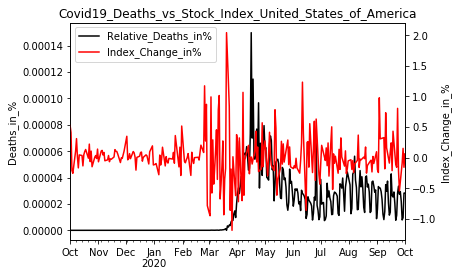 Covid19_Deaths_vs_Stock_Index_United_States_of_America
Relative_Deaths_in%
Index_Change_in%
Deaths_in_%
0.00014
0.00012
0.00010
0.00008
0.00006
0.00004
0.00002
0.00000
Index_Change_in_%
2.0
1.5
1.0
0.5
0.0
-0.5
-1.0
Oct Nov Dec Jan Feb Mar Apr May Jun Jul Aug Sep Oct
2020